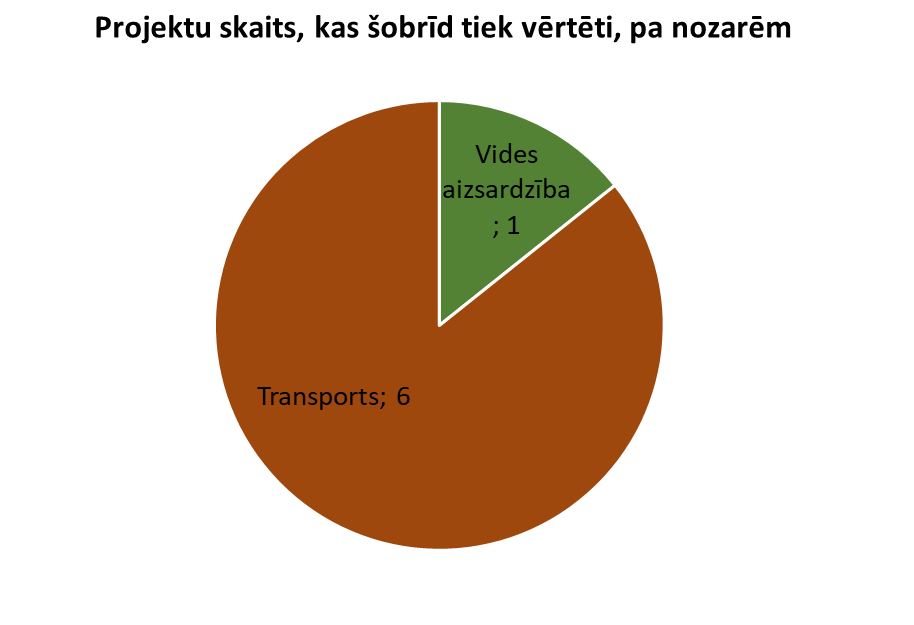 Projektu skaits, kas šobrīd tiek vērtēti, pa nozarēm
Vides
aizsardzība
; 1
Transports; 6